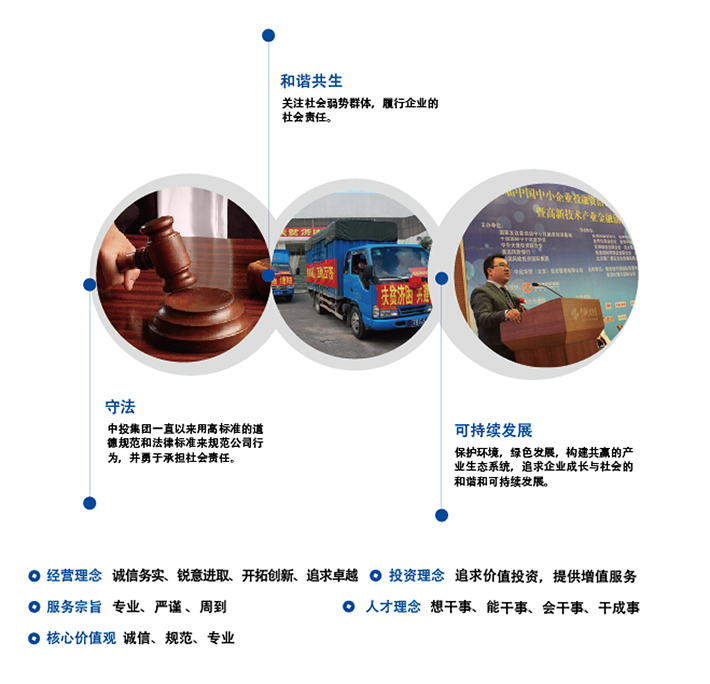 和谐共生
关注社会弱势群体，履行企业的
社会责任。
扶贫济困
守法
中投集团一直以来用高标准的道
德规范和法律标准来规范公司行
为，并勇于承担社会责任。
可持续发展
保护环境，绿色发展，构建共赢的产
业生态系统，追求企业成长与社会的
和谐和可持续发展。
经营理念 诚信务实、锐意进取、开拓创新、追求卓越
投资理念 追求价值投资，提供增值服务
服务宗旨 专业、严谨、周到
人才理念 想干事、能干事、会干事、干成事
核心价值观 诚信、规范、专业